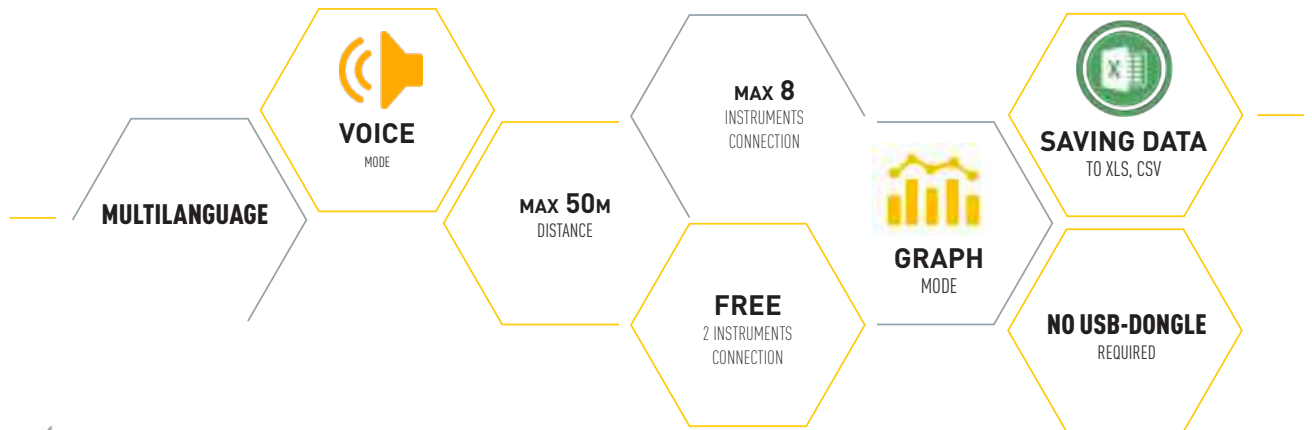 MULTILANGUAGE
VOICE
MODE
MAX 50M
DISTANCE
MAX 8
INSTRUMENTS
CONNECTION
FREE
2 INSTRUMENTS
CONNECTION
GRAPH
MODE
X
SAVING DATA
TO XLS, CSV
NO USB-DONGLE
REQUIRED